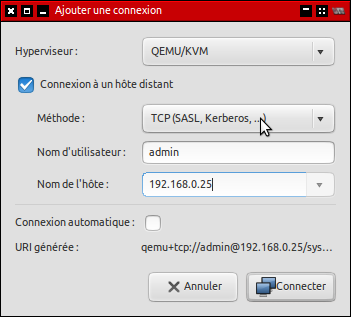 Ajouter une connexion
Hyperviseur : QEMU/KVM
Connexion à un hôte distant
Méthode : TCP (SASL, Kerberos, ...)
Nom d'utilisateur : admin
Nom de l'hôte : 192.168.0.25
Connexion automatique :
URI générée : qemu+tcp://admin@192.168.0.25/sys...
Annuler Connecter